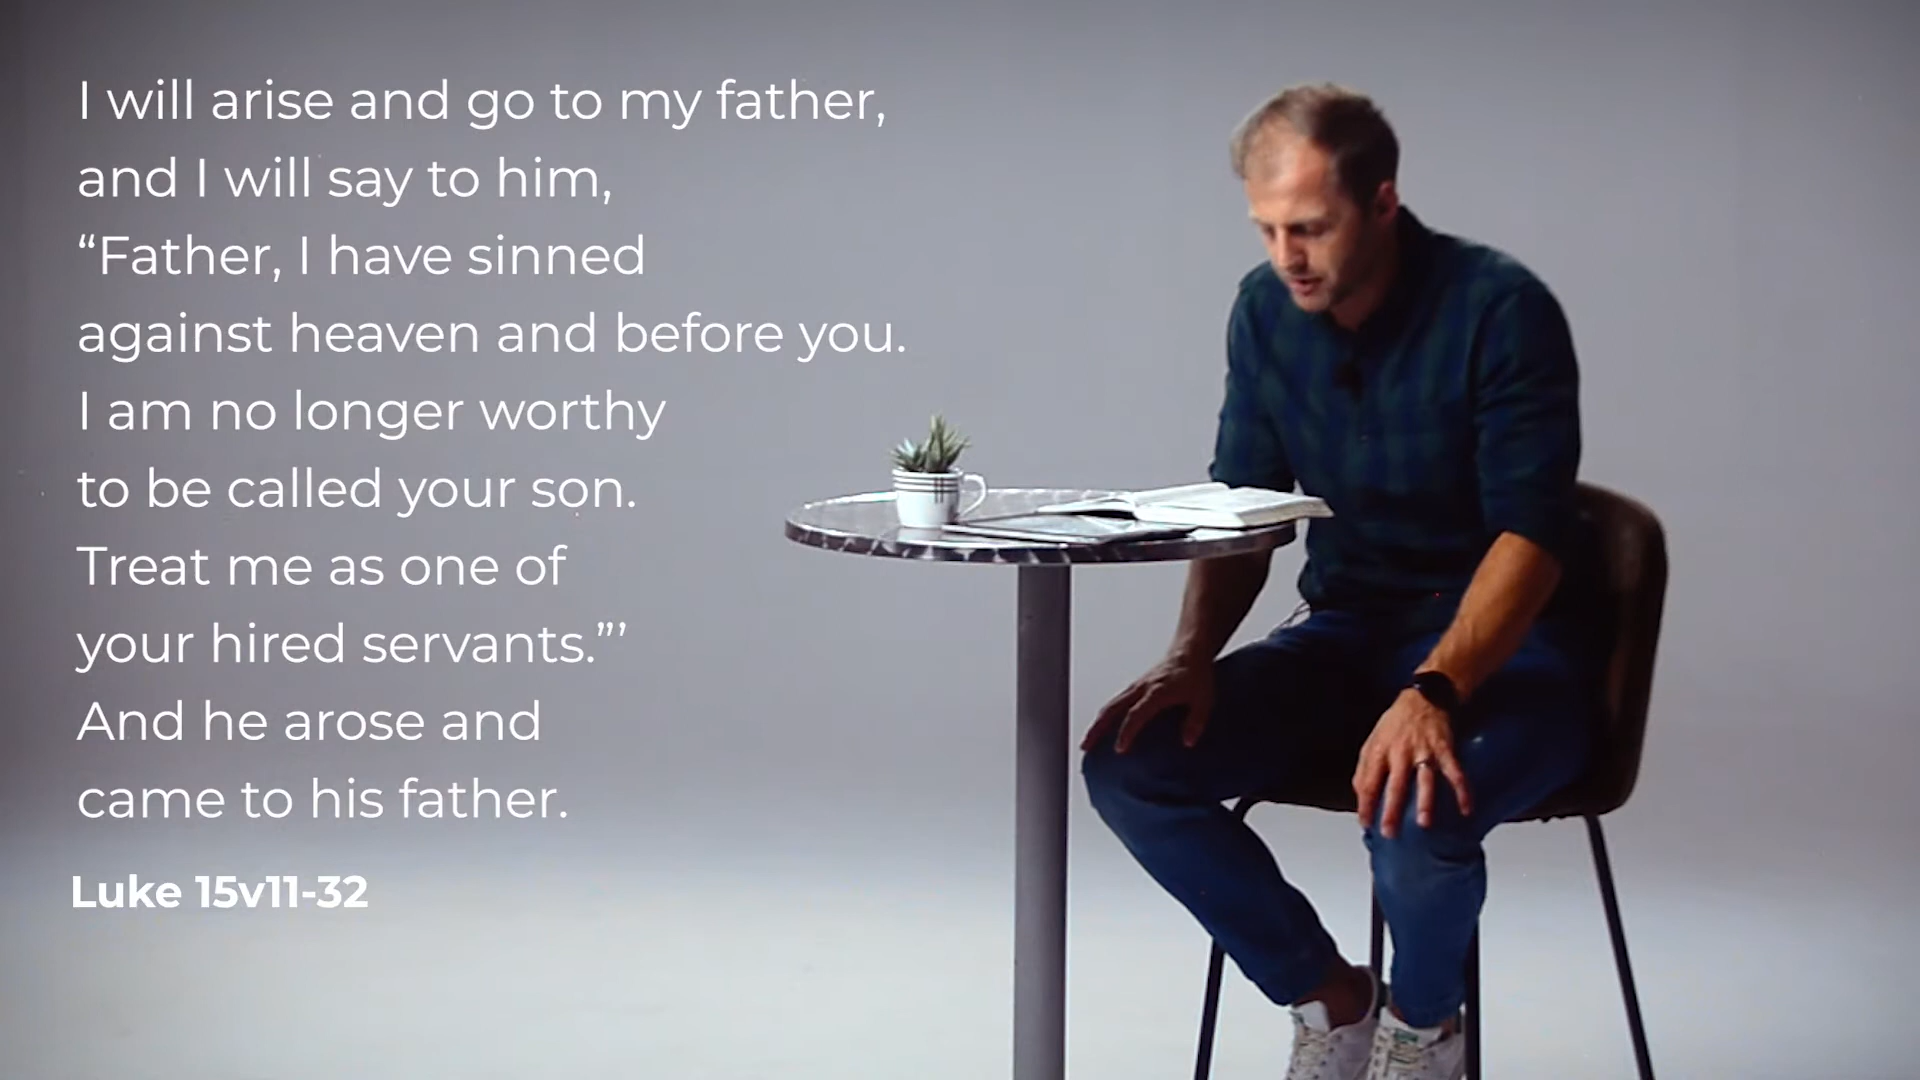 I will arise and go to my father,
and I will say to him,
“Father, I have sinned
against heaven and before you.
I am no longer worthy
to be called your son.
Treat me as one of
your hired servants.”’
And he arose and
came to his father.
Luke 15v11-32